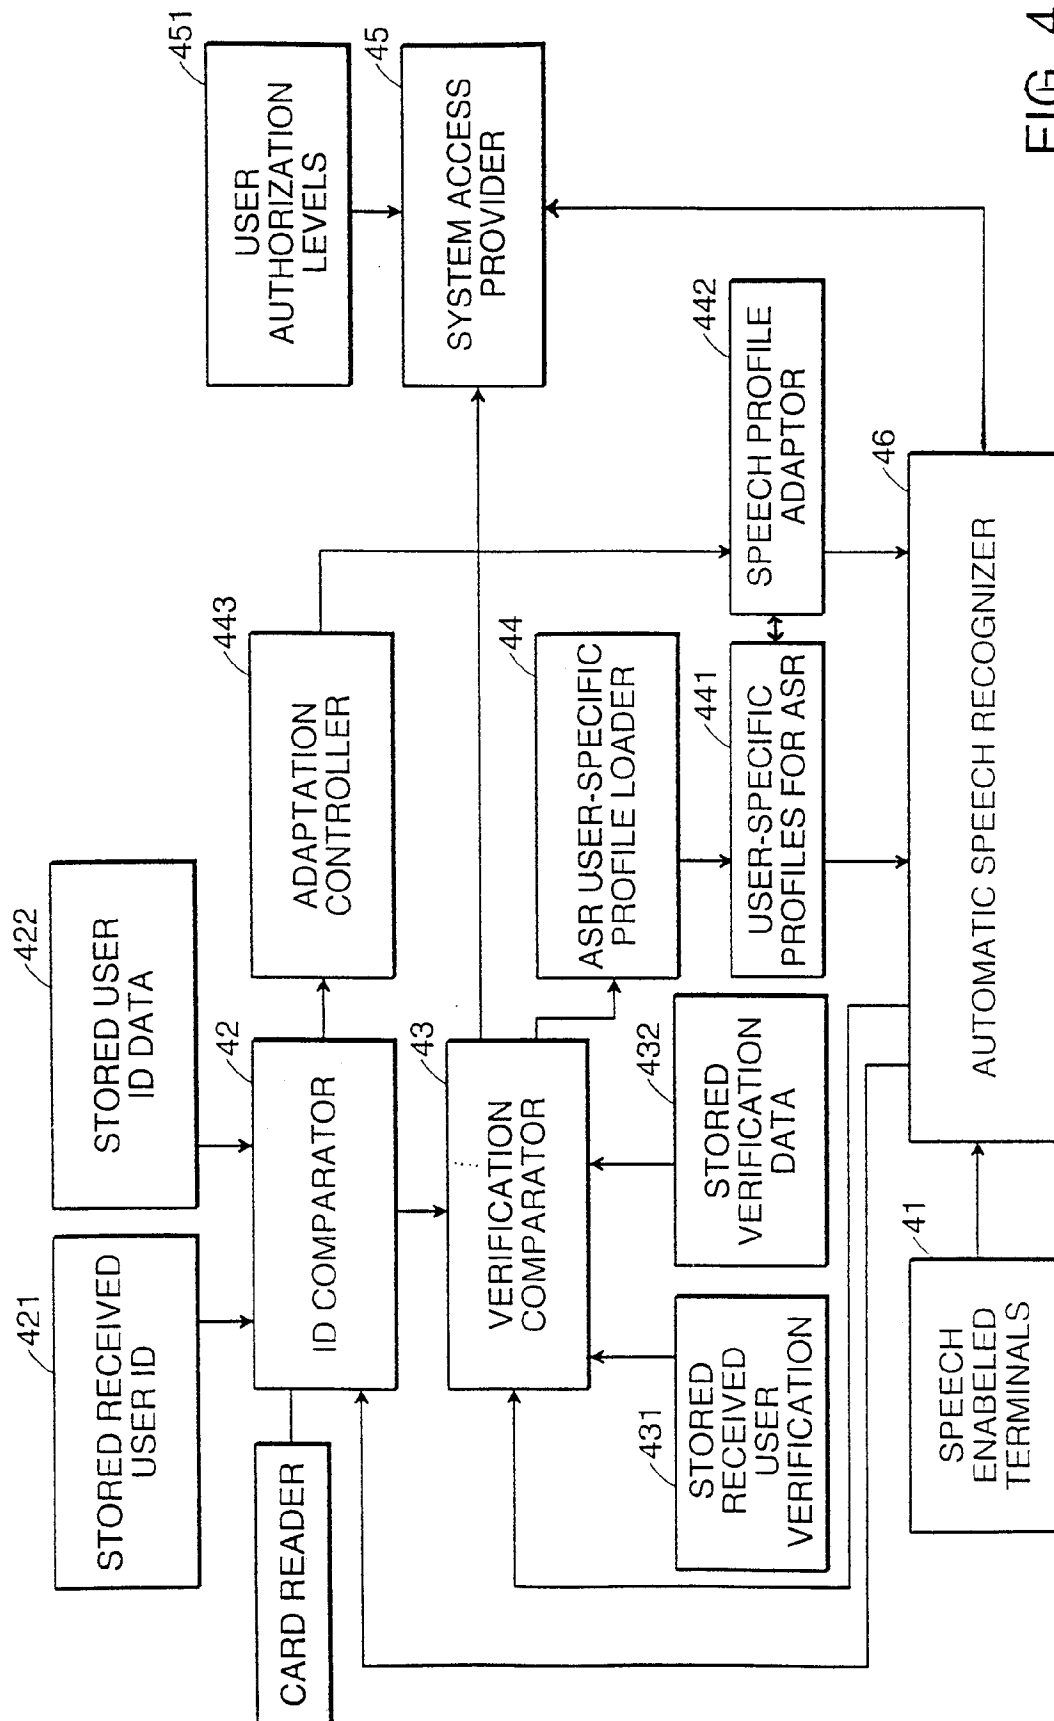 421
STORED RECEIVED
USER ID
422
STORED USER
ID DATA
451
USER
AUTHORIZATION
LEVELS
CARD READER
42
ID COMPARATOR
443
ADAPTATION
CONTROLLER
45
SYSTEM ACCESS
PROVIDER
43
VERIFICATION
COMPARATOR
44
ASR USER-SPECIFIC
PROFILE LOADER
431
STORED
RECEIVED
USER
VERIFICATION
432
STORED
VERIFICATION
DATA
441
USER-SPECIFIC
PROFILES FOR ASR
442
SPEECH PROFILE
ADAPTOR
41
SPEECH
ENABELED
TERMINALS
46
AUTOMATIC SPEECH RECOGNIZER
FIG. 4